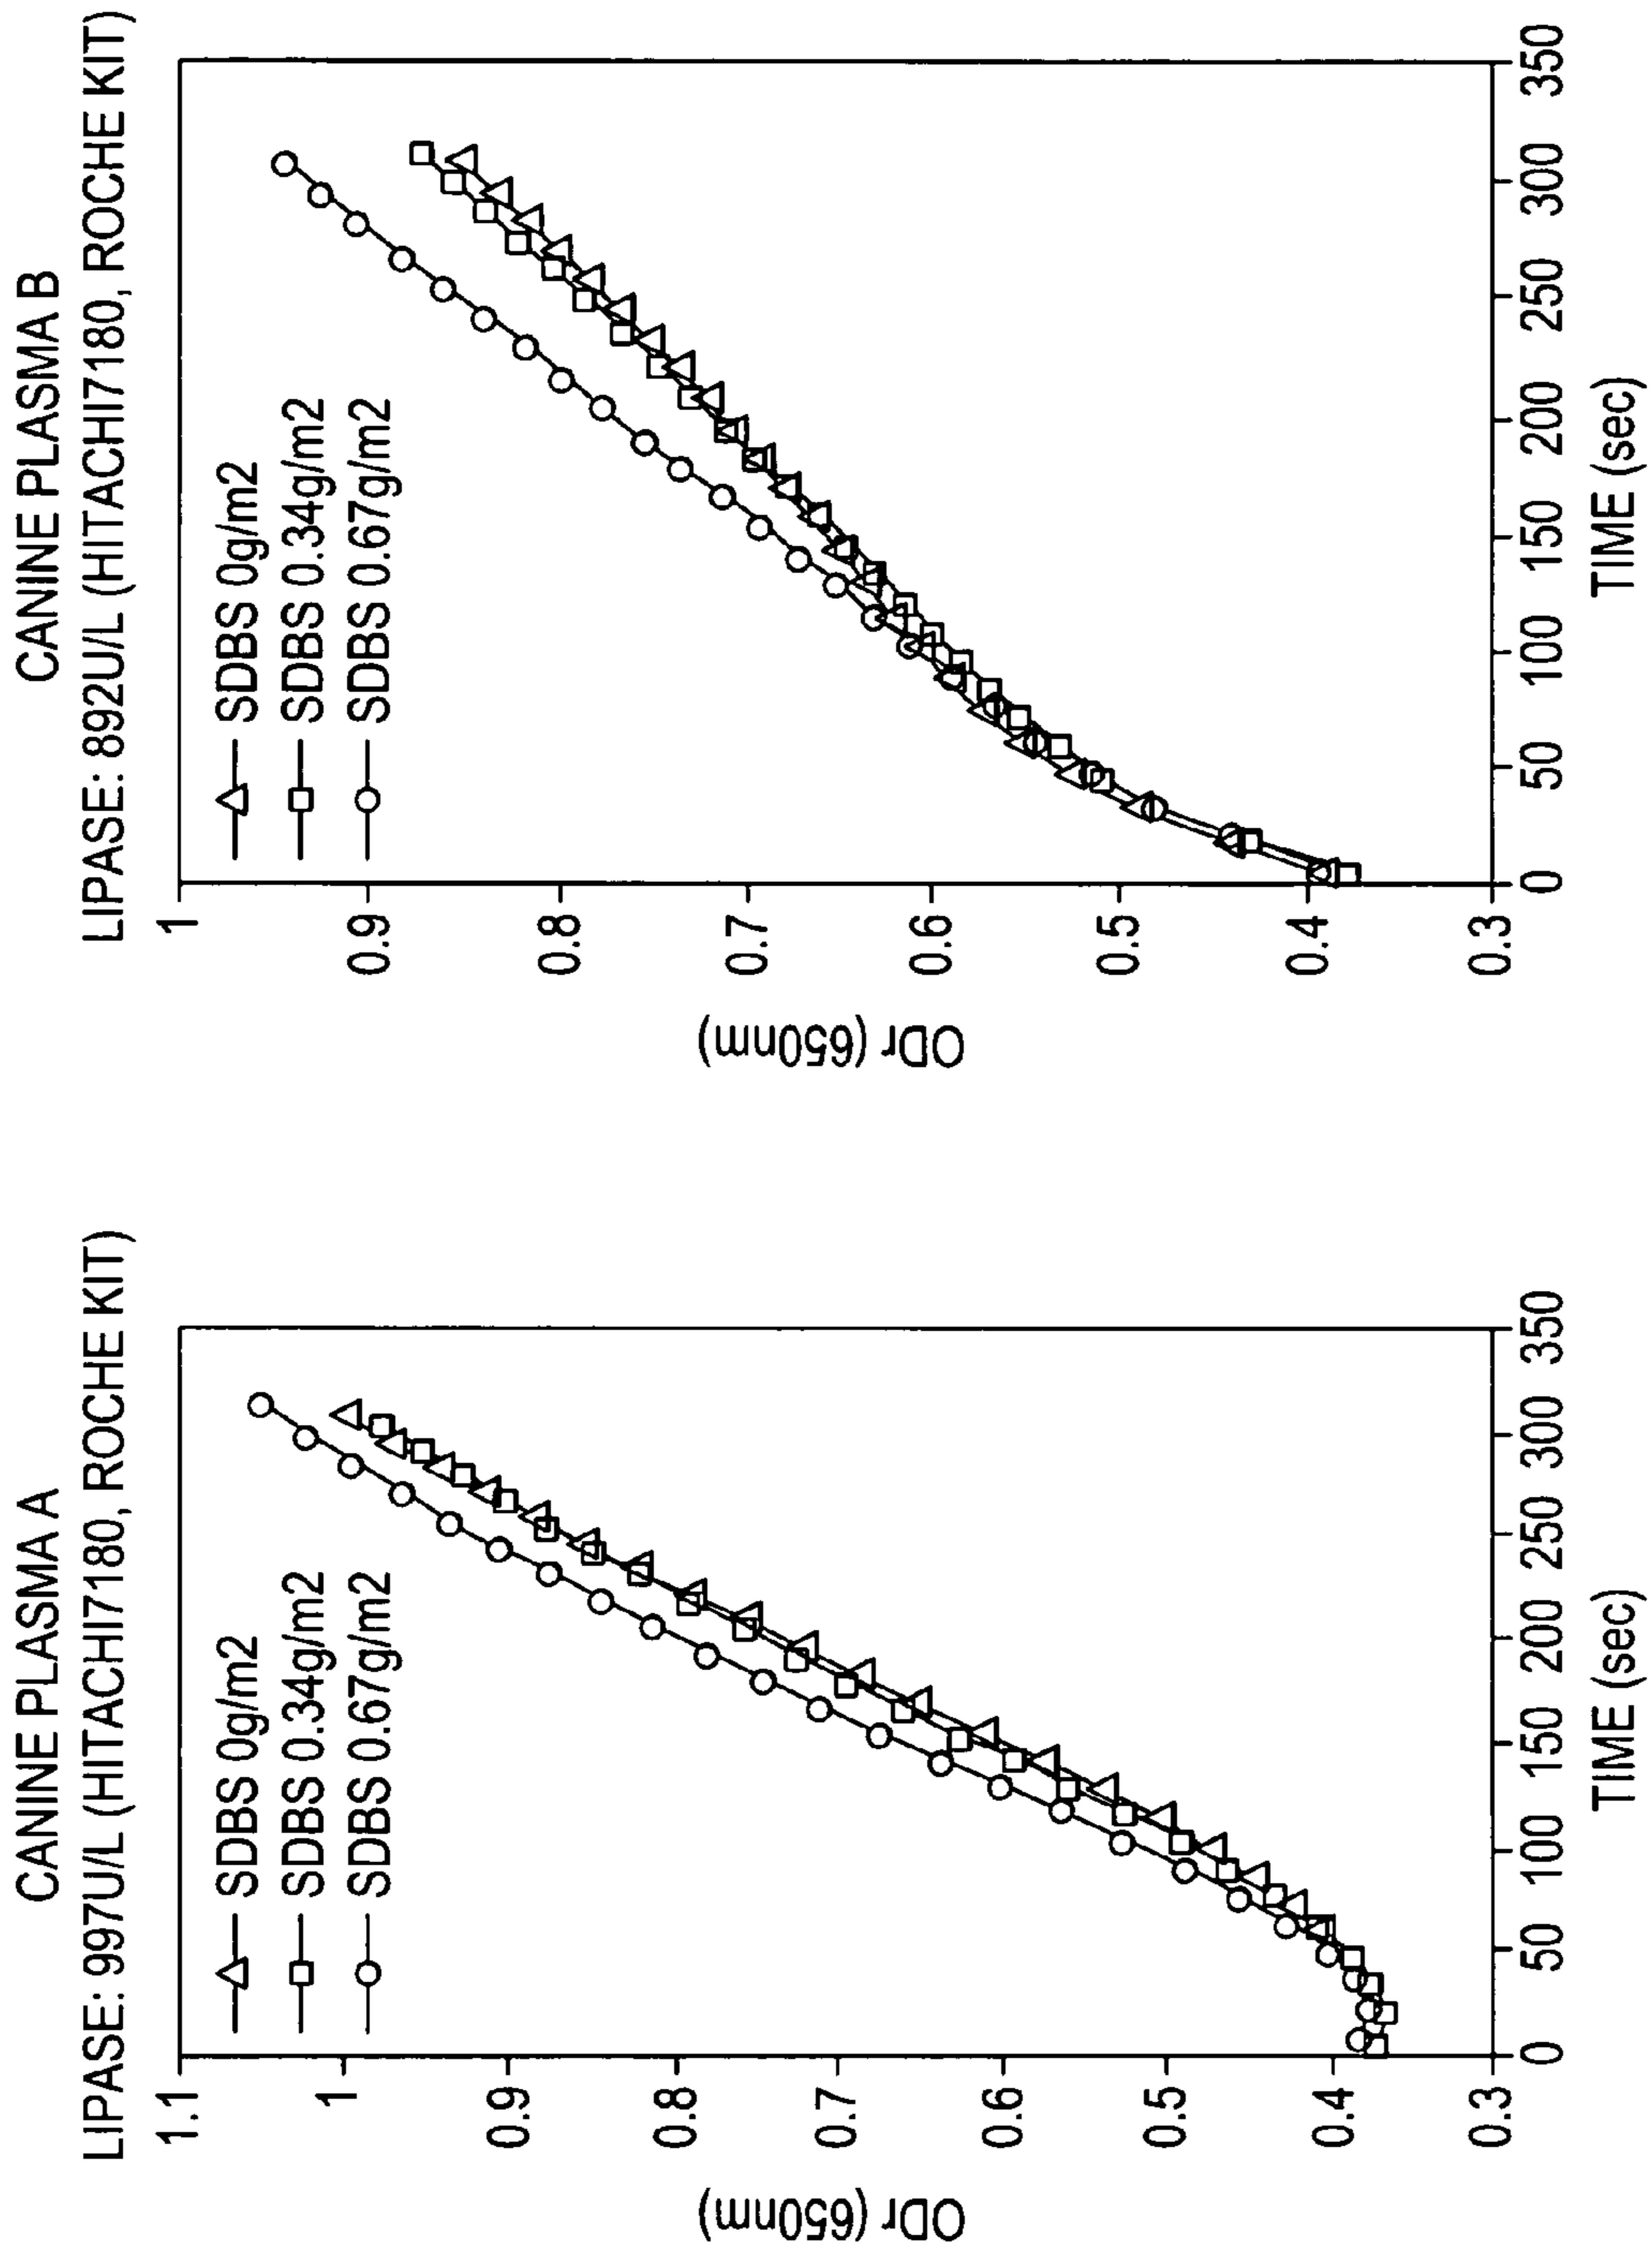 CANINE PLASMA A
LIPASE: 997U/L (HITACHI7180, ROCHE KIT)
SDBS 0g/m2
SDBS 0.34g/m2
SDBS 0.67g/m2
ODr (650nm)
1.1
1
0.9
0.8
0.7
0.6
0.5
0.4
0.3
0
50
100
150
200
250
300
350
TIME (sec)
CANINE PLASMA B
LIPASE: 892U/L (HITACHI7180, ROCHE KIT)
SDBS 0g/m2
SDBS 0.34g/m2
SDBS 0.67g/m2
ODr (650nm)
1
0.9
0.8
0.7
0.6
0.5
0.4
0.3
0
50
100
150
200
250
300
350
TIME (sec)